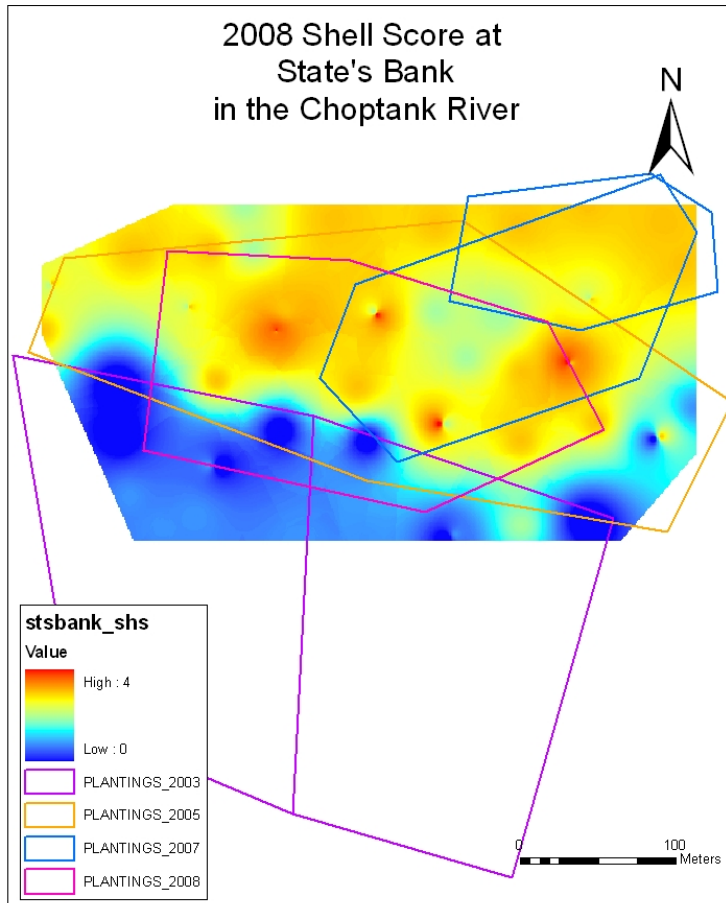 2008 Shell Score at
State's Bank
in the Choptank River
N
stsbank_shs
Value
High : 4
Low : 0
PLANTINGS_2003
PLANTINGS_2005
PLANTINGS_2007
PLANTINGS_2008
0 100
Meters